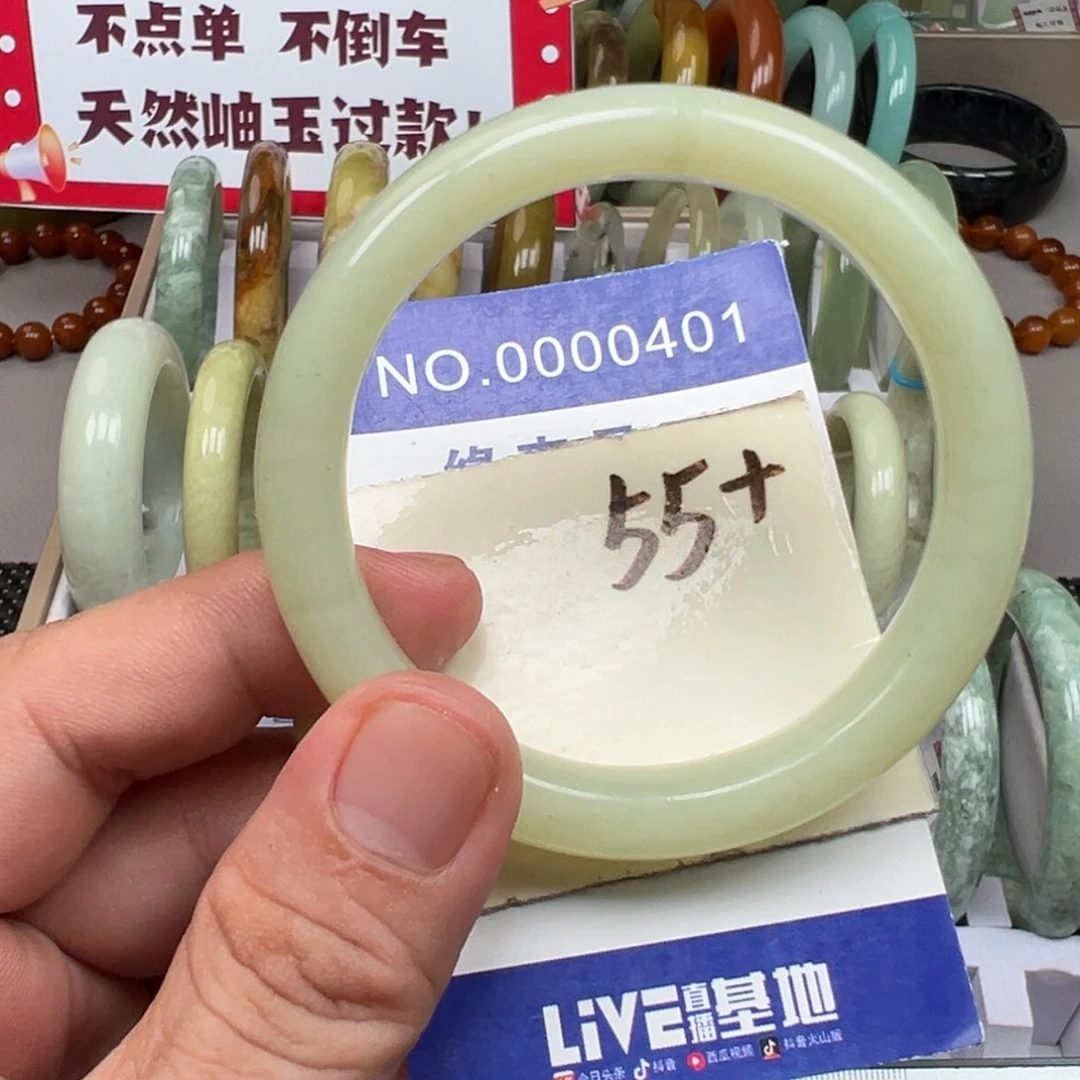 不点单 不倒车
天然岫玉过款!
NO.0000401
55+
LiVE直播基地
今日头条 抖音 西瓜视频 抖音火山版